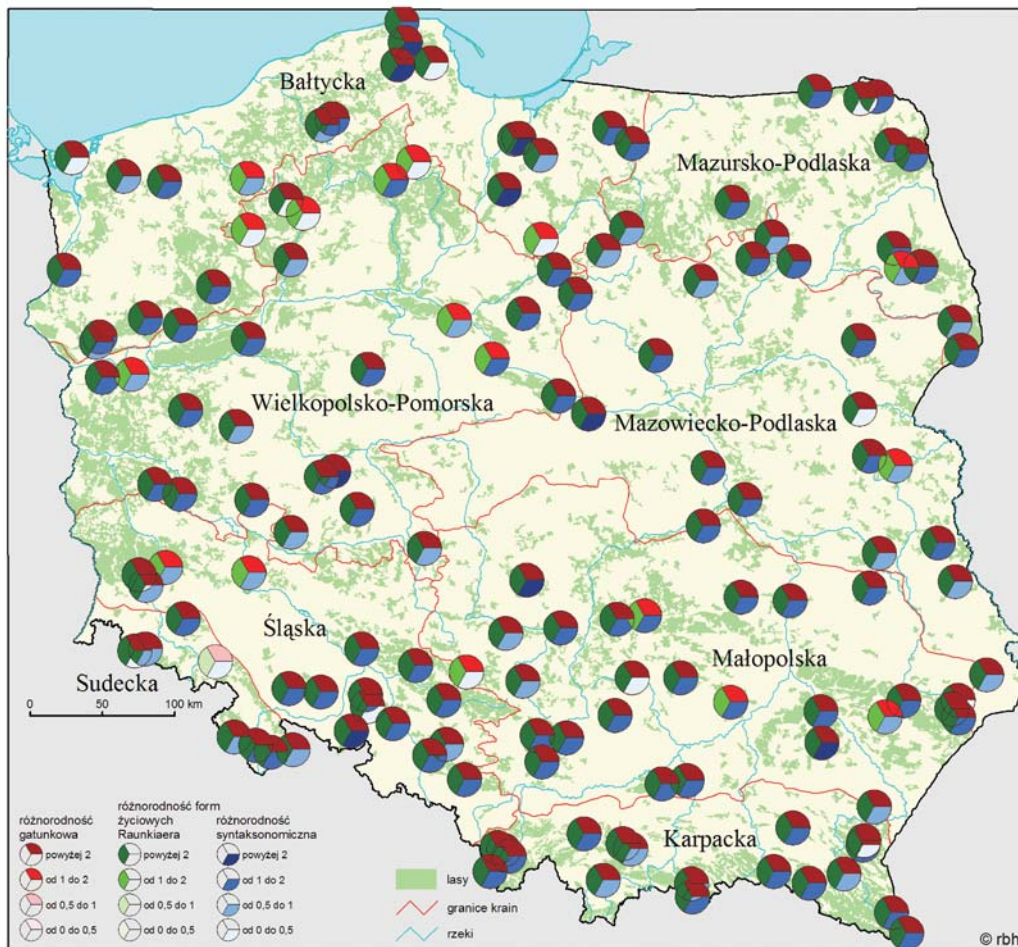 Bałtycka
Mazursko-Podlaska
Wielkopolsko-Pomorska
Mazowiecko-Podlaska
Śląska
Małopolska
Sudecka
0 50 100 km
Karpacka
różnorodność gatunkowa
powyżej 2
od 1 do 2
od 0,5 do 1
od 0 do 0,5
różnorodność form
życiowych
Raunkiaera
powyżej 2
od 1 do 2
od 0,5 do 1
od 0 do 0,5
różnorodność
syntaksonomiczna
powyżej 2
od 1 do 2
od 0,5 do 1
od 0 do 0,5
lasy
granice krain
rzeki
© rbh